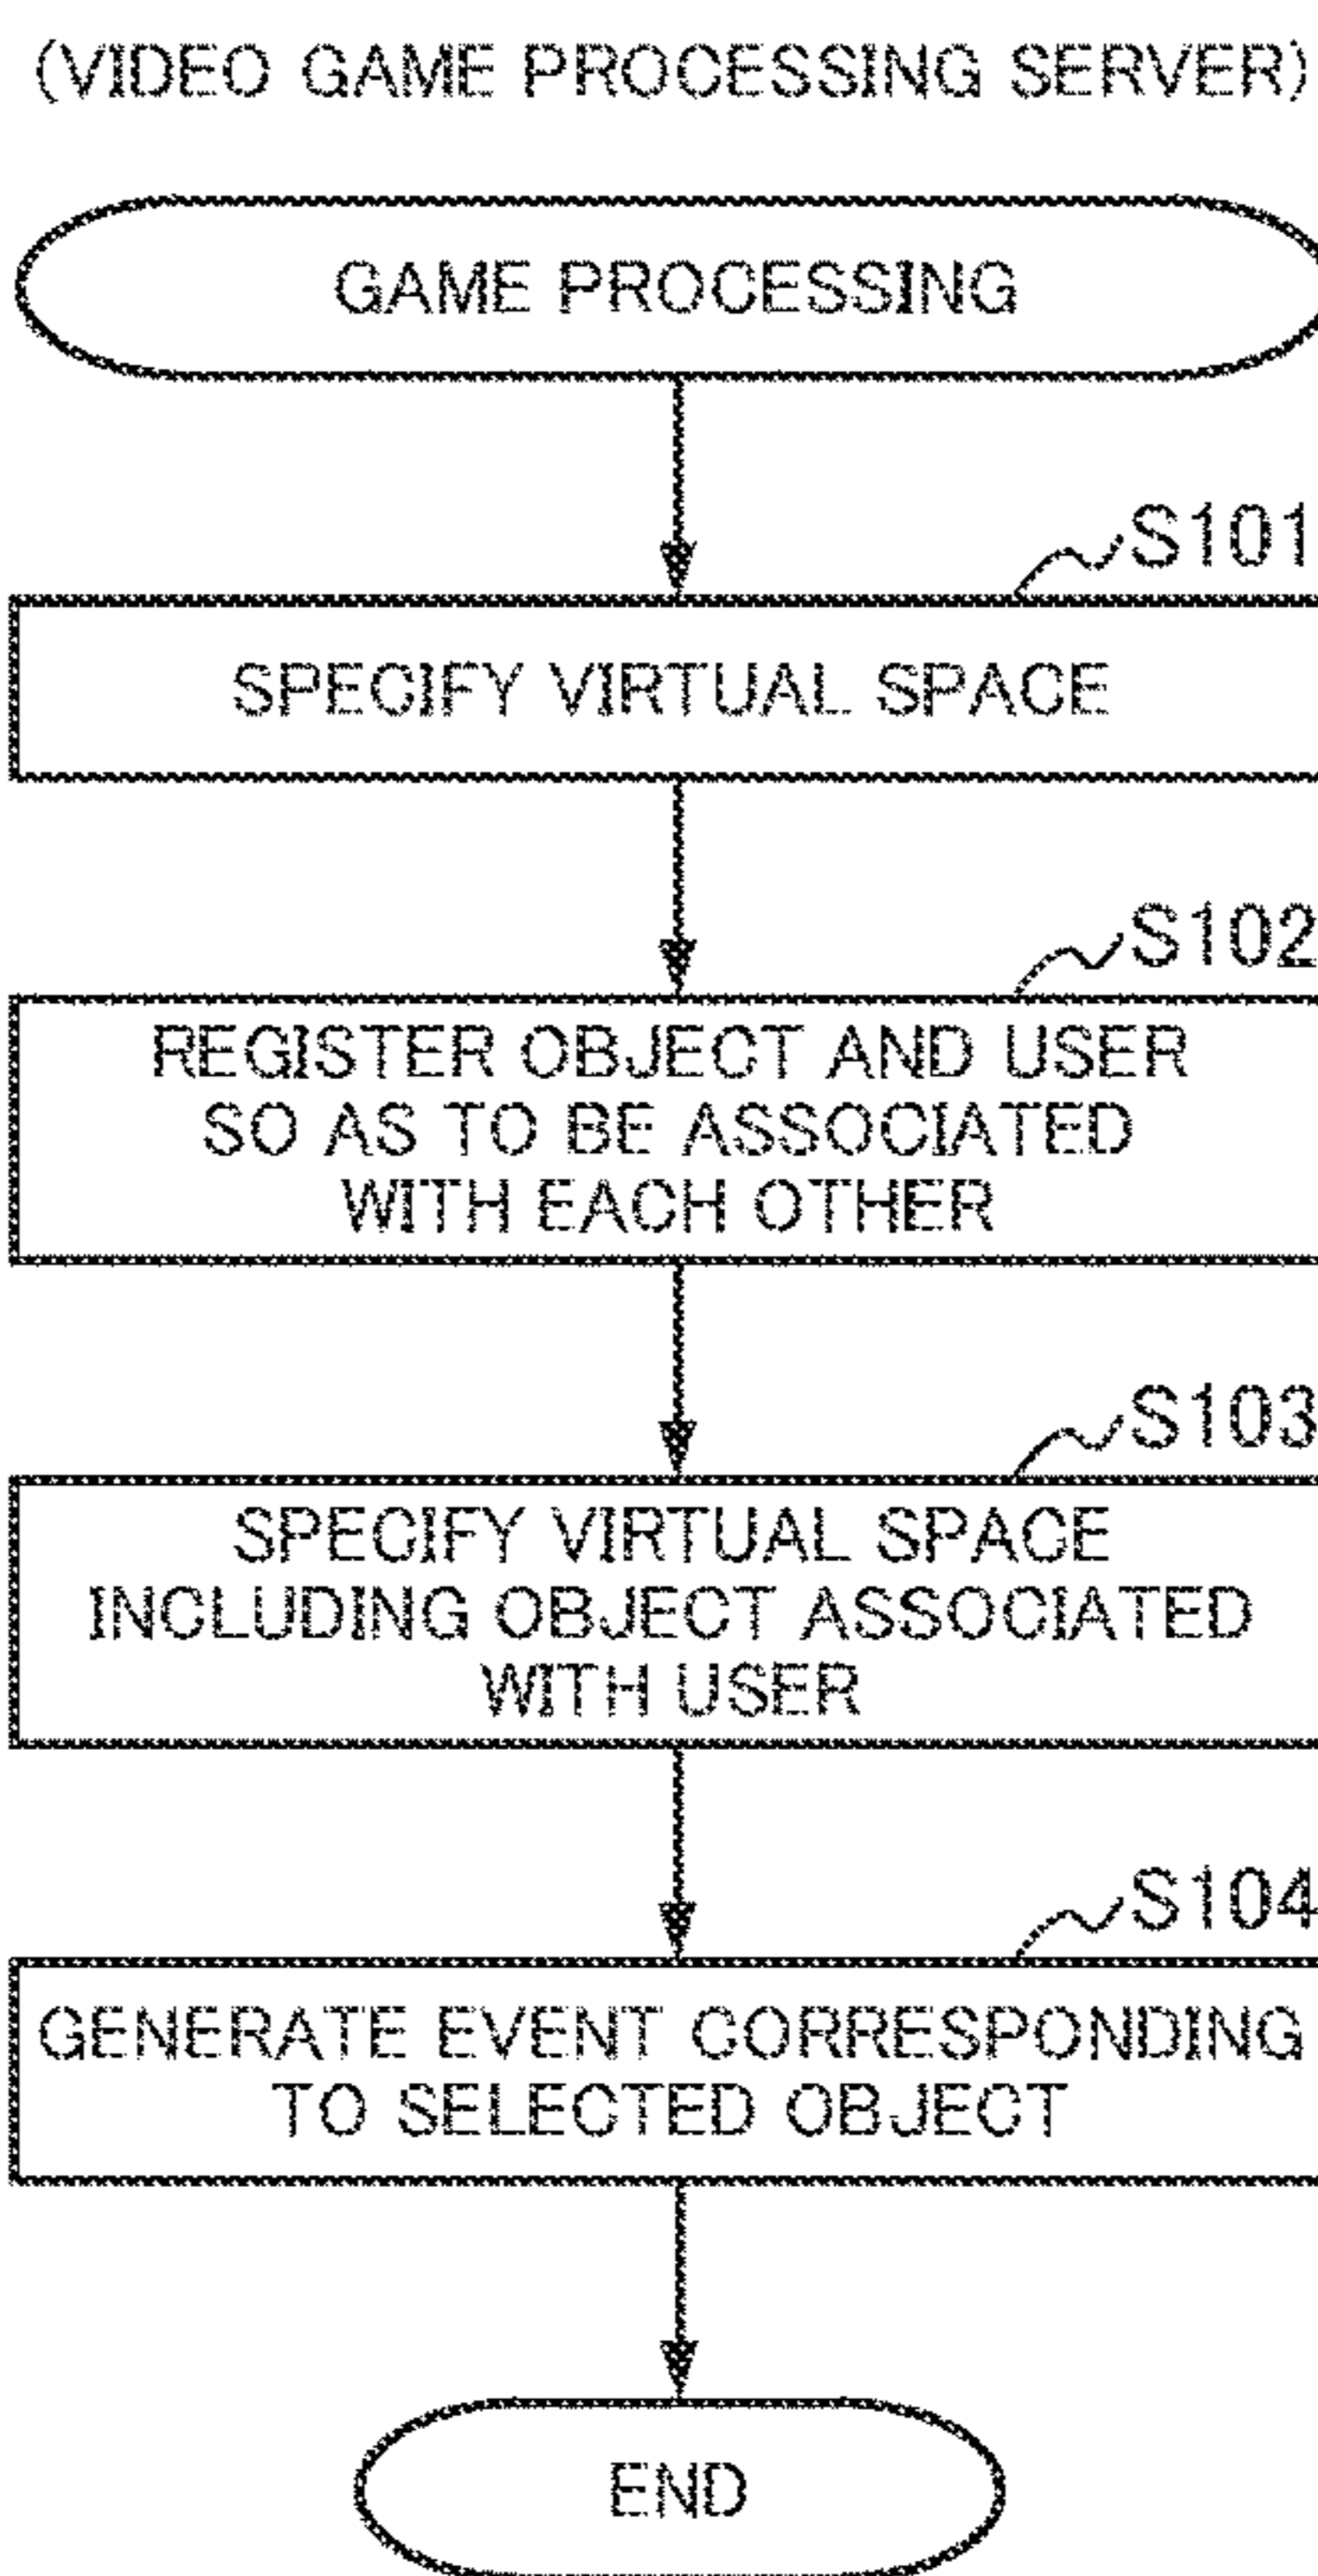 (VIDEO GAME PROCESSING SERVER)
GAME PROCESSING
S101
SPECIFY VIRTUAL SPACE
S102
REGISTER OBJECT AND USER
SO AS TO BE ASSOCIATED
WITH EACH OTHER
S103
SPECIFY VIRTUAL SPACE
INCLUDING OBJECT ASSOCIATED
WITH USER
S104
GENERATE EVENT CORRESPONDING
TO SELECTED OBJECT
END